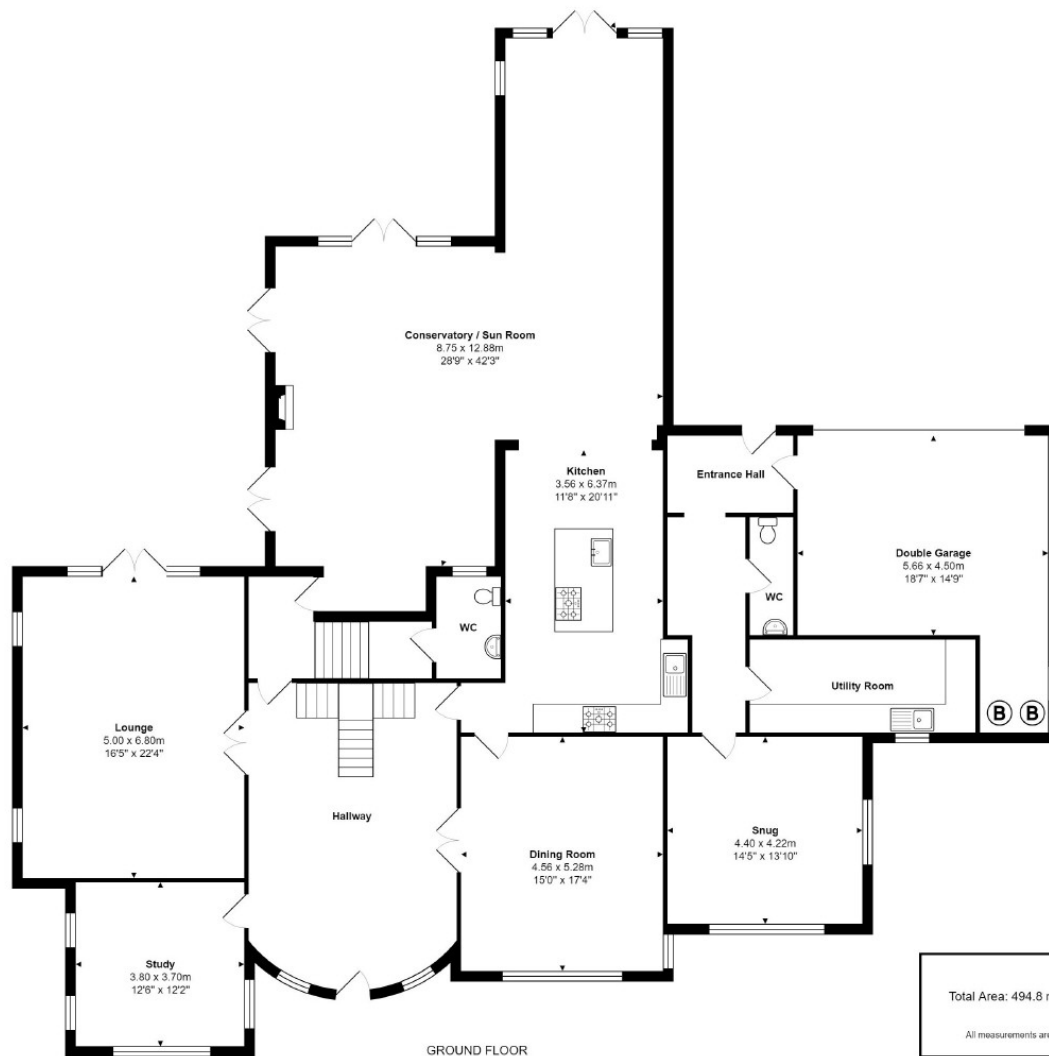 Conservatory / Sun Room
8.75 x 12.88m
28'9" x 42'3"
Kitchen
3.56 x 6.37m
11'8" x 20'11"
Entrance Hall
Double Garage
5.66 x 4.50m
18'7" x 14'9"
WC
WC
Utility Room
B B
Lounge
5.00 x 6.80m
16'5" x 22'4"
Hallway
Dining Room
4.56 x 5.28m
15'0" x 17'4"
Snug
4.40 x 4.22m
14'5" x 13'10"
Study
3.80 x 3.70m
12'6" x 12'2"
Total Area: 494.8
All measurements are
GROUND FLOOR